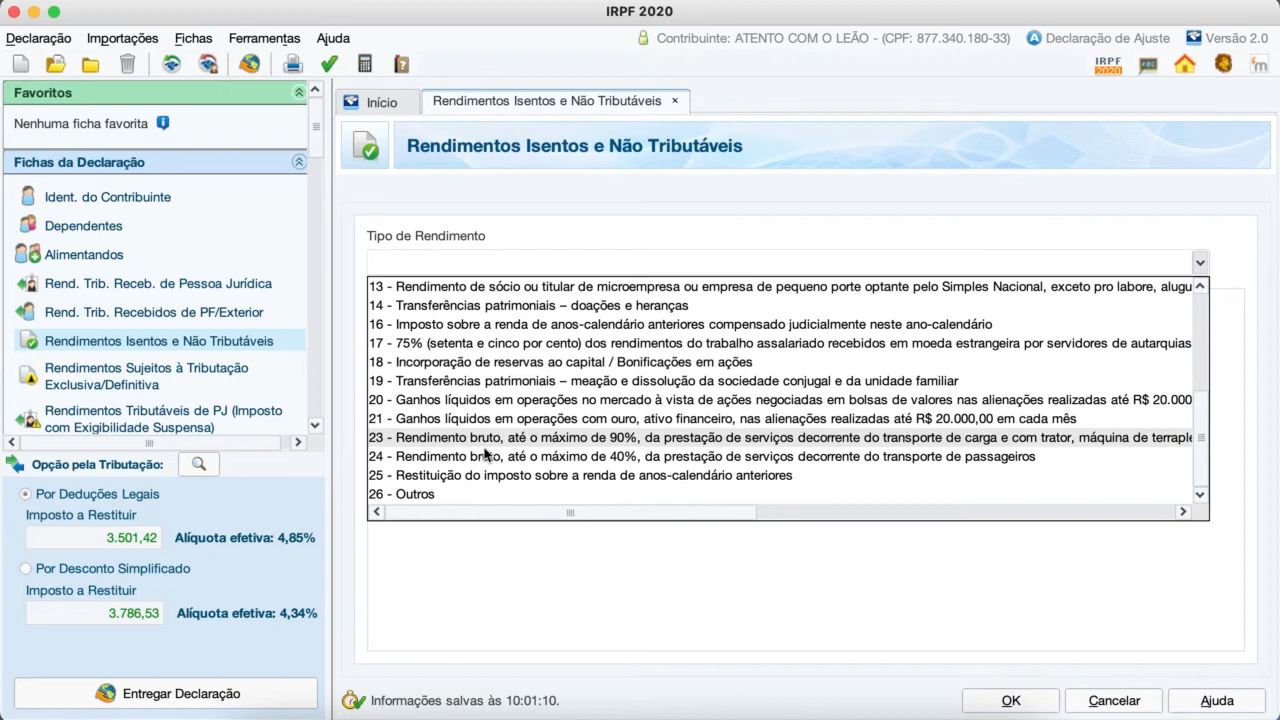 IRPF 2020
Declaração Importações Fichas Ferramentas Ajuda
Contribuinte: ATENTO COM O LEÃO - (CPF: 877.340.180-33) Declaração de Ajuste Versão 2.0
IRPF
2020
Favoritos
Nenhuma ficha favorita
Fichas da Declaração
Ident. do Contribuinte
Dependentes
Alimentandos
Rend. Trib. Receb. de Pessoa Jurídica
Rend. Trib. Recebidos de PF/Exterior
Rendimentos Isentos e Não Tributáveis
Rendimentos Sujeitos à Tributação
Exclusiva/Definitiva
Rendimentos Tributáveis de PJ (Imposto
com Exigibilidade Suspensa)
Opção pela Tributação:
Por Deduções Legais
Imposto a Restituir
3.501,42 Alíquota efetiva: 4,85%
Por Desconto Simplificado
Imposto a Restituir
3.786,53 Alíquota efetiva: 4,34%
Entregar Declaração
Início
Rendimentos Isentos e Não Tributáveis ×
Rendimentos Isentos e Não Tributáveis
Tipo de Rendimento
13 - Rendimento de sócio ou titular de microempresa ou empresa de pequeno porte optante pelo Simples Nacional, exceto pro labore, alugu
14 - Transferências patrimoniais – doações e heranças
16 - Imposto sobre a renda de anos-calendário anteriores compensado judicialmente neste ano-calendário
17 - 75% (setenta e cinco por cento) dos rendimentos do trabalho assalariado recebidos em moeda estrangeira por servidores de autarquias
18 - Incorporação de reservas ao capital / Bonificações em ações
19 - Transferências patrimoniais – meação e dissolução da sociedade conjugal e da unidade familiar
20 - Ganhos líquidos em operações no mercado à vista de ações negociadas em bolsas de valores nas alienações realizadas até R$ 20.000
21 - Ganhos líquidos em operações com ouro, ativo financeiro, nas alienações realizadas até R$ 20.000,00 em cada mês
23 - Rendimento bruto, até o máximo de 90%, da prestação de serviços decorrente do transporte de carga e com trator, máquina de terraple
24 - Rendimento bruto, até o máximo de 40%, da prestação de serviços decorrente do transporte de passageiros
25 - Restituição do imposto sobre a renda de anos-calendário anteriores
26 - Outros
Informações salvas às 10:01:10.
OK Cancelar Ajuda